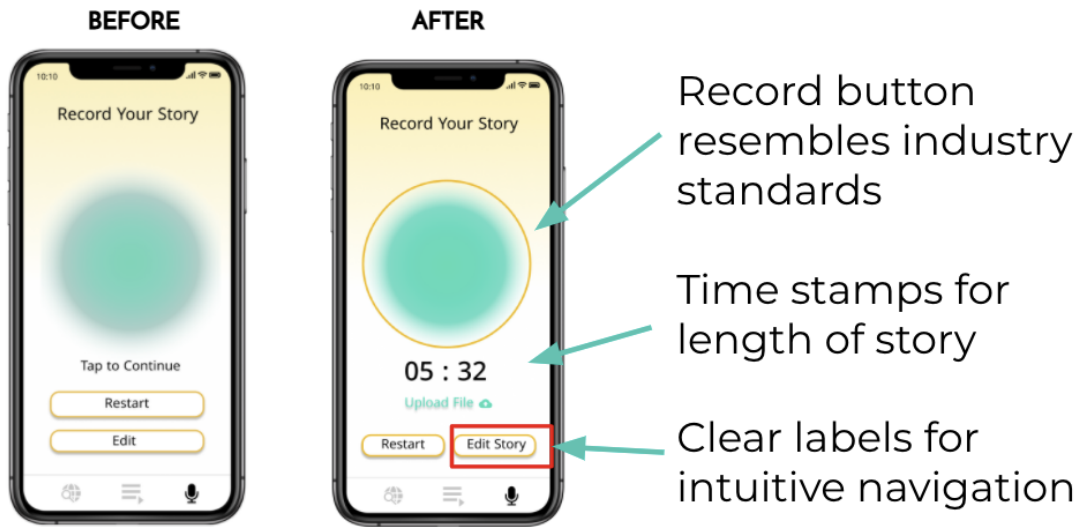 BEFORE
10:10
Record Your Story
Tap to Continue
Restart
Edit
AFTER
10:10
Record Your Story
05 : 32
Upload File
Restart
Edit Story
Record button
resembles industry
standards
Time stamps for
length of story
Clear labels for
intuitive navigation